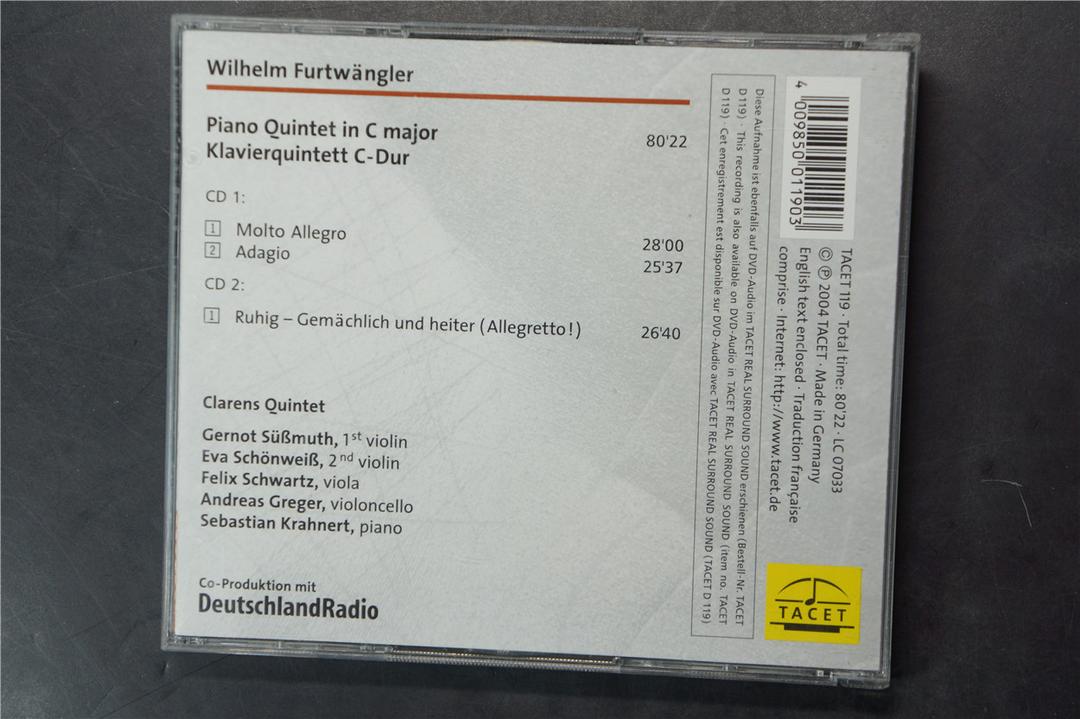 Wilhelm Furtwängler
Piano Quintet in C major
Klavierquintett C-Dur
80'22
CD 1:
1 Molto Allegro 28'00
2 Adagio 25'37
CD 2:
1 Ruhig – Gemächlich und heiter (Allegretto!) 26'40
Clarens Quintet
Gernot Süßmuth, 1st violin
Eva Schönweiß, 2nd violin
Felix Schwartz, viola
Andreas Greger, violoncello
Sebastian Krahnert, piano
Co-Produktion mit
DeutschlandRadio
Diese Aufnahme ist ebenfalls auf DVD-Audio im TACET REAL SURROUND SOUND erschienen (Bestell-Nr. TACET
D 119) · This recording is also available on DVD-Audio in TACET REAL SURROUND SOUND (item no. TACET
D 119) · Cet enregistrement est disponible sur DVD-Audio avec TACET REAL SURROUND SOUND (TACET D 119)
4 009850 011903
TACET 119 · Total time: 80'22 · LC 07033
© ℗ 2004 TACET · Made in Germany
English text enclosed · Traduction française
comprise · Internet: http://www.tacet.de
TACET